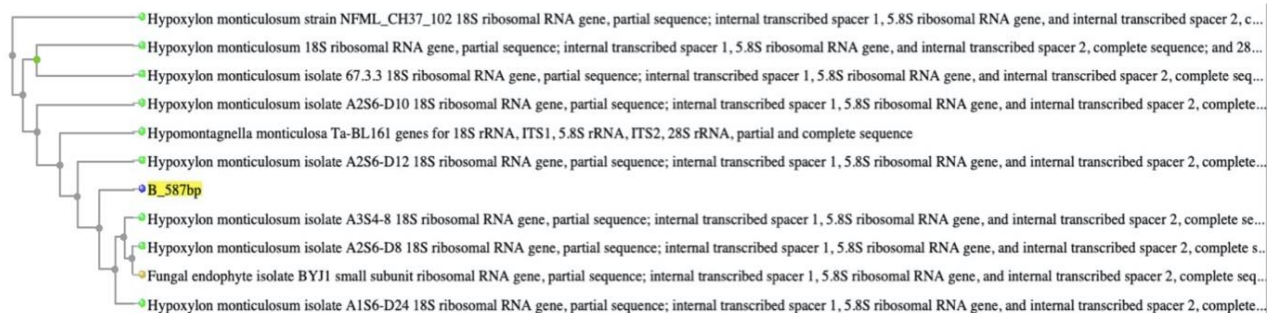 Hypoxylon monticulosum strain NFML_CH37_102 18S ribosomal RNA gene, partial sequence; internal transcribed spacer 1, 5.8S ribosomal RNA gene, and internal transcribed spacer 2, c...
Hypoxylon monticulosum 18S ribosomal RNA gene, partial sequence; internal transcribed spacer 1, 5.8S ribosomal RNA gene, and internal transcribed spacer 2, complete sequence; and 28...
Hypoxylon monticulosum isolate 67.3.3 18S ribosomal RNA gene, partial sequence; internal transcribed spacer 1, 5.8S ribosomal RNA gene, and internal transcribed spacer 2, complete seq...
Hypoxylon monticulosum isolate A2S6-D10 18S ribosomal RNA gene, partial sequence; internal transcribed spacer 1, 5.8S ribosomal RNA gene, and internal transcribed spacer 2, complete...
Hypomontagnella monticulosa Ta-BL161 genes for 18S rRNA, ITS1, 5.8S rRNA, ITS2, 28S rRNA, partial and complete sequence
Hypoxylon monticulosum isolate A2S6-D12 18S ribosomal RNA gene, partial sequence; internal transcribed spacer 1, 5.8S ribosomal RNA gene, and internal transcribed spacer 2, complete...
B_587bp
Hypoxylon monticulosum isolate A3S4-8 18S ribosomal RNA gene, partial sequence; internal transcribed spacer 1, 5.8S ribosomal RNA gene, and internal transcribed spacer 2, complete se...
Hypoxylon monticulosum isolate A2S6-D8 18S ribosomal RNA gene, partial sequence; internal transcribed spacer 1, 5.8S ribosomal RNA gene, and internal transcribed spacer 2, complete s..
Fungal endophyte isolate BYJ1 small subunit ribosomal RNA gene, partial sequence; internal transcribed spacer 1, 5.8S ribosomal RNA gene, and internal transcribed spacer 2, complete seq...
Hypoxylon monticulosum isolate A1S6-D24 18S ribosomal RNA gene, partial sequence; internal transcribed spacer 1, 5.8S ribosomal RNA gene, and internal transcribed spacer 2, complete...